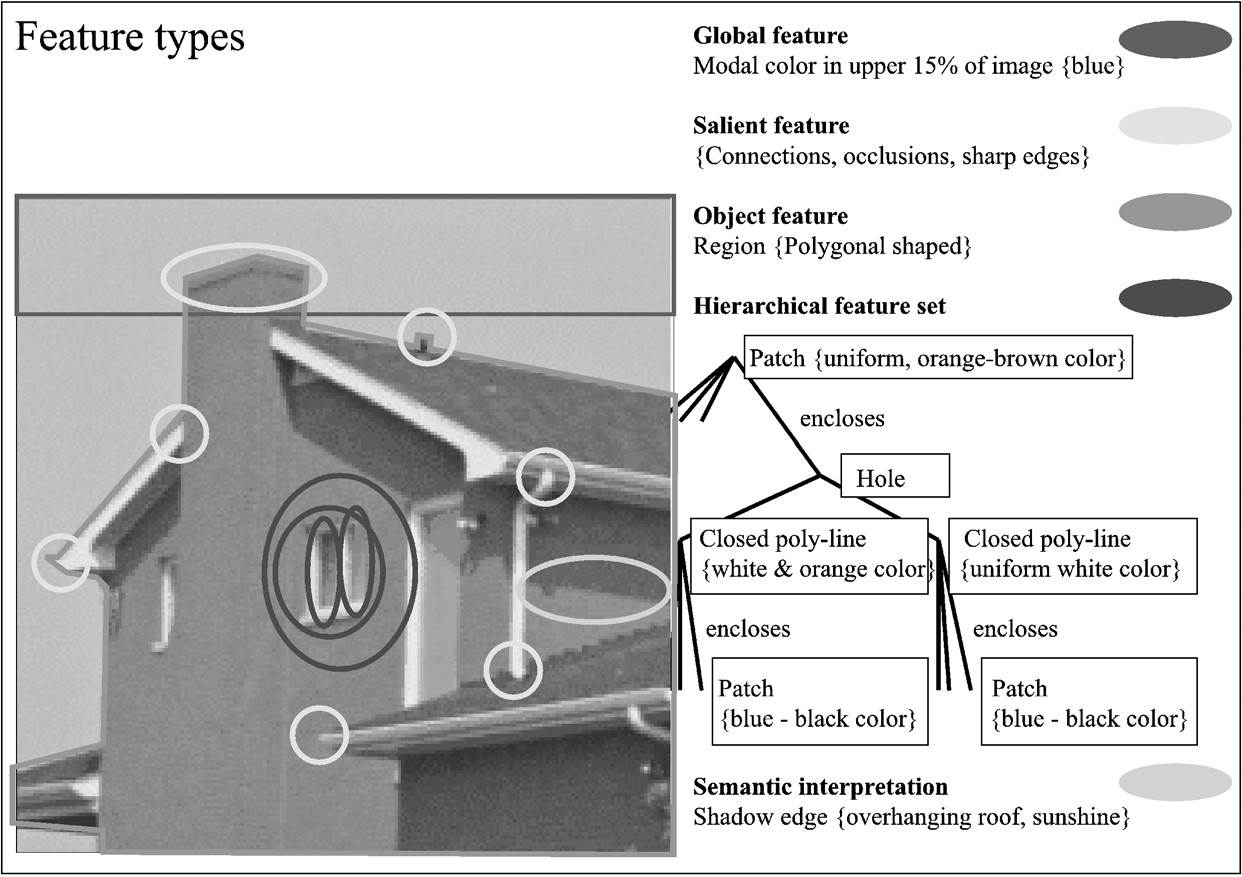 Feature types
Global feature
Modal color in upper 15% of image {blue}
Salient feature
{Connections, occlusions, sharp edges}
Object feature
Region {Polygonal shaped}
Hierarchical feature set
Patch {uniform, orange-brown color}
encloses
Hole
Closed poly-line
{white & orange color}
Closed poly-line
{uniform white color}
encloses
encloses
Patch
{blue - black color}
Patch
{blue - black color}
Semantic interpretation
Shadow edge {overhanging roof, sunshine}